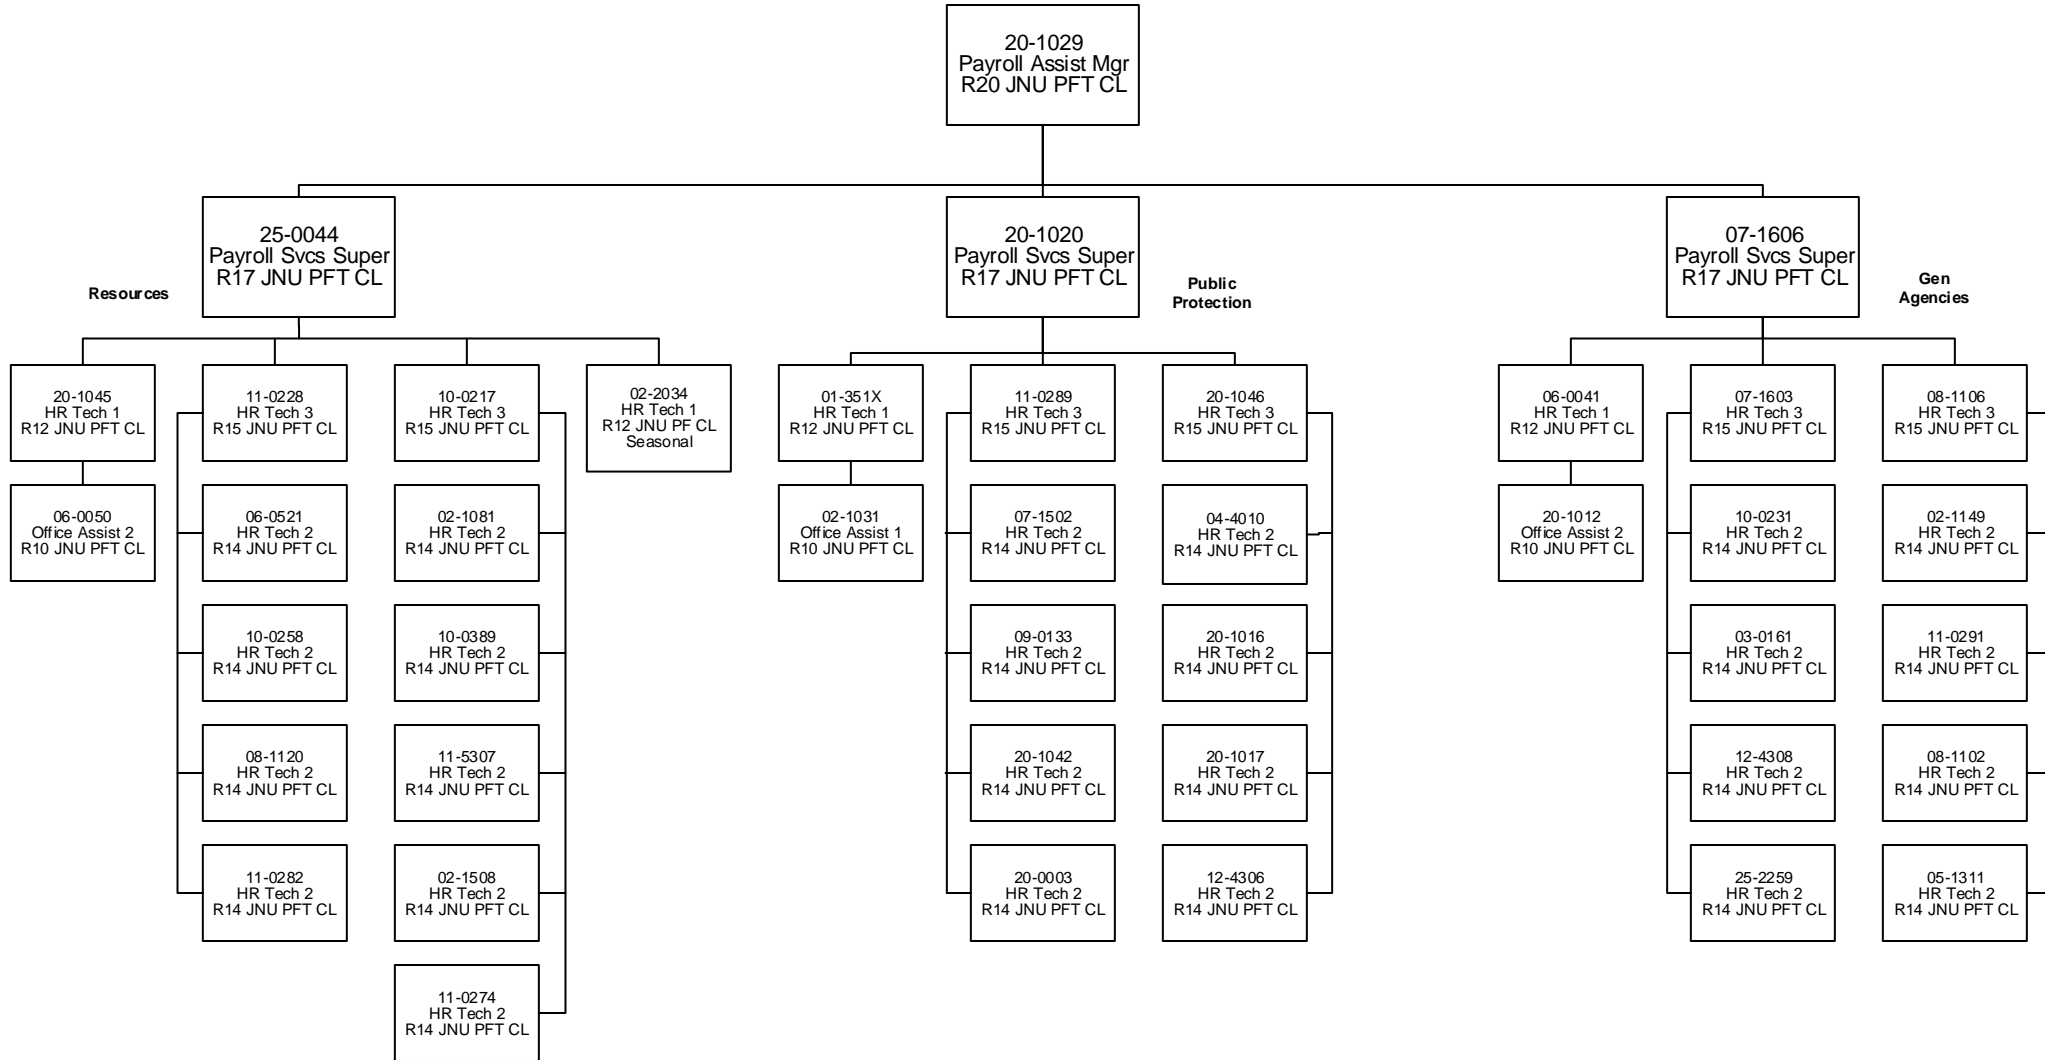 20-1029
Payroll Assist Mgr
R20 JNU PFT CL
25-0044
Payroll Svcs Super
R17 JNU PFT CL
Resources
20-1020
Payroll Svcs Super
R17 JNU PFT CL
Public
Protection
07-1606
Payroll Svcs Super
R17 JNU PFT CL
Gen
Agencies
20-1045
HR Tech 1
R12 JNU PFT CL
11-0228
HR Tech 3
R15 JNU PFT CL
10-0217
HR Tech 3
R15 JNU PFT CL
02-2034
HR Tech 1
R12 JNU PF CL
Seasonal
01-351X
HR Tech 1
R12 JNU PFT CL
11-0289
HR Tech 3
R15 JNU PFT CL
20-1046
HR Tech 3
R15 JNU PFT CL
06-0041
HR Tech 1
R12 JNU PFT CL
07-1603
HR Tech 3
R15 JNU PFT CL
08-1106
HR Tech 3
R15 JNU PFT CL
06-0050
Office Assist 2
R10 JNU PFT CL
06-0521
HR Tech 2
R14 JNU PFT CL
02-1081
HR Tech 2
R14 JNU PFT CL
02-1031
Office Assist 1
R10 JNU PFT CL
07-1502
HR Tech 2
R14 JNU PFT CL
04-4010
HR Tech 2
R14 JNU PFT CL
20-1012
Office Assist 2
R10 JNU PFT CL
10-0231
HR Tech 2
R14 JNU PFT CL
02-1149
HR Tech 2
R14 JNU PFT CL
10-0258
HR Tech 2
R14 JNU PFT CL
10-0389
HR Tech 2
R14 JNU PFT CL
09-0133
HR Tech 2
R14 JNU PFT CL
20-1016
HR Tech 2
R14 JNU PFT CL
03-0161
HR Tech 2
R14 JNU PFT CL
11-0291
HR Tech 2
R14 JNU PFT CL
08-1120
HR Tech 2
R14 JNU PFT CL
11-5307
HR Tech 2
R14 JNU PFT CL
20-1042
HR Tech 2
R14 JNU PFT CL
20-1017
HR Tech 2
R14 JNU PFT CL
12-4308
HR Tech 2
R14 JNU PFT CL
08-1102
HR Tech 2
R14 JNU PFT CL
11-0282
HR Tech 2
R14 JNU PFT CL
02-1508
HR Tech 2
R14 JNU PFT CL
20-0003
HR Tech 2
R14 JNU PFT CL
12-4306
HR Tech 2
R14 JNU PFT CL
25-2259
HR Tech 2
R14 JNU PFT CL
05-1311
HR Tech 2
R14 JNU PFT CL
11-0274
HR Tech 2
R14 JNU PFT CL